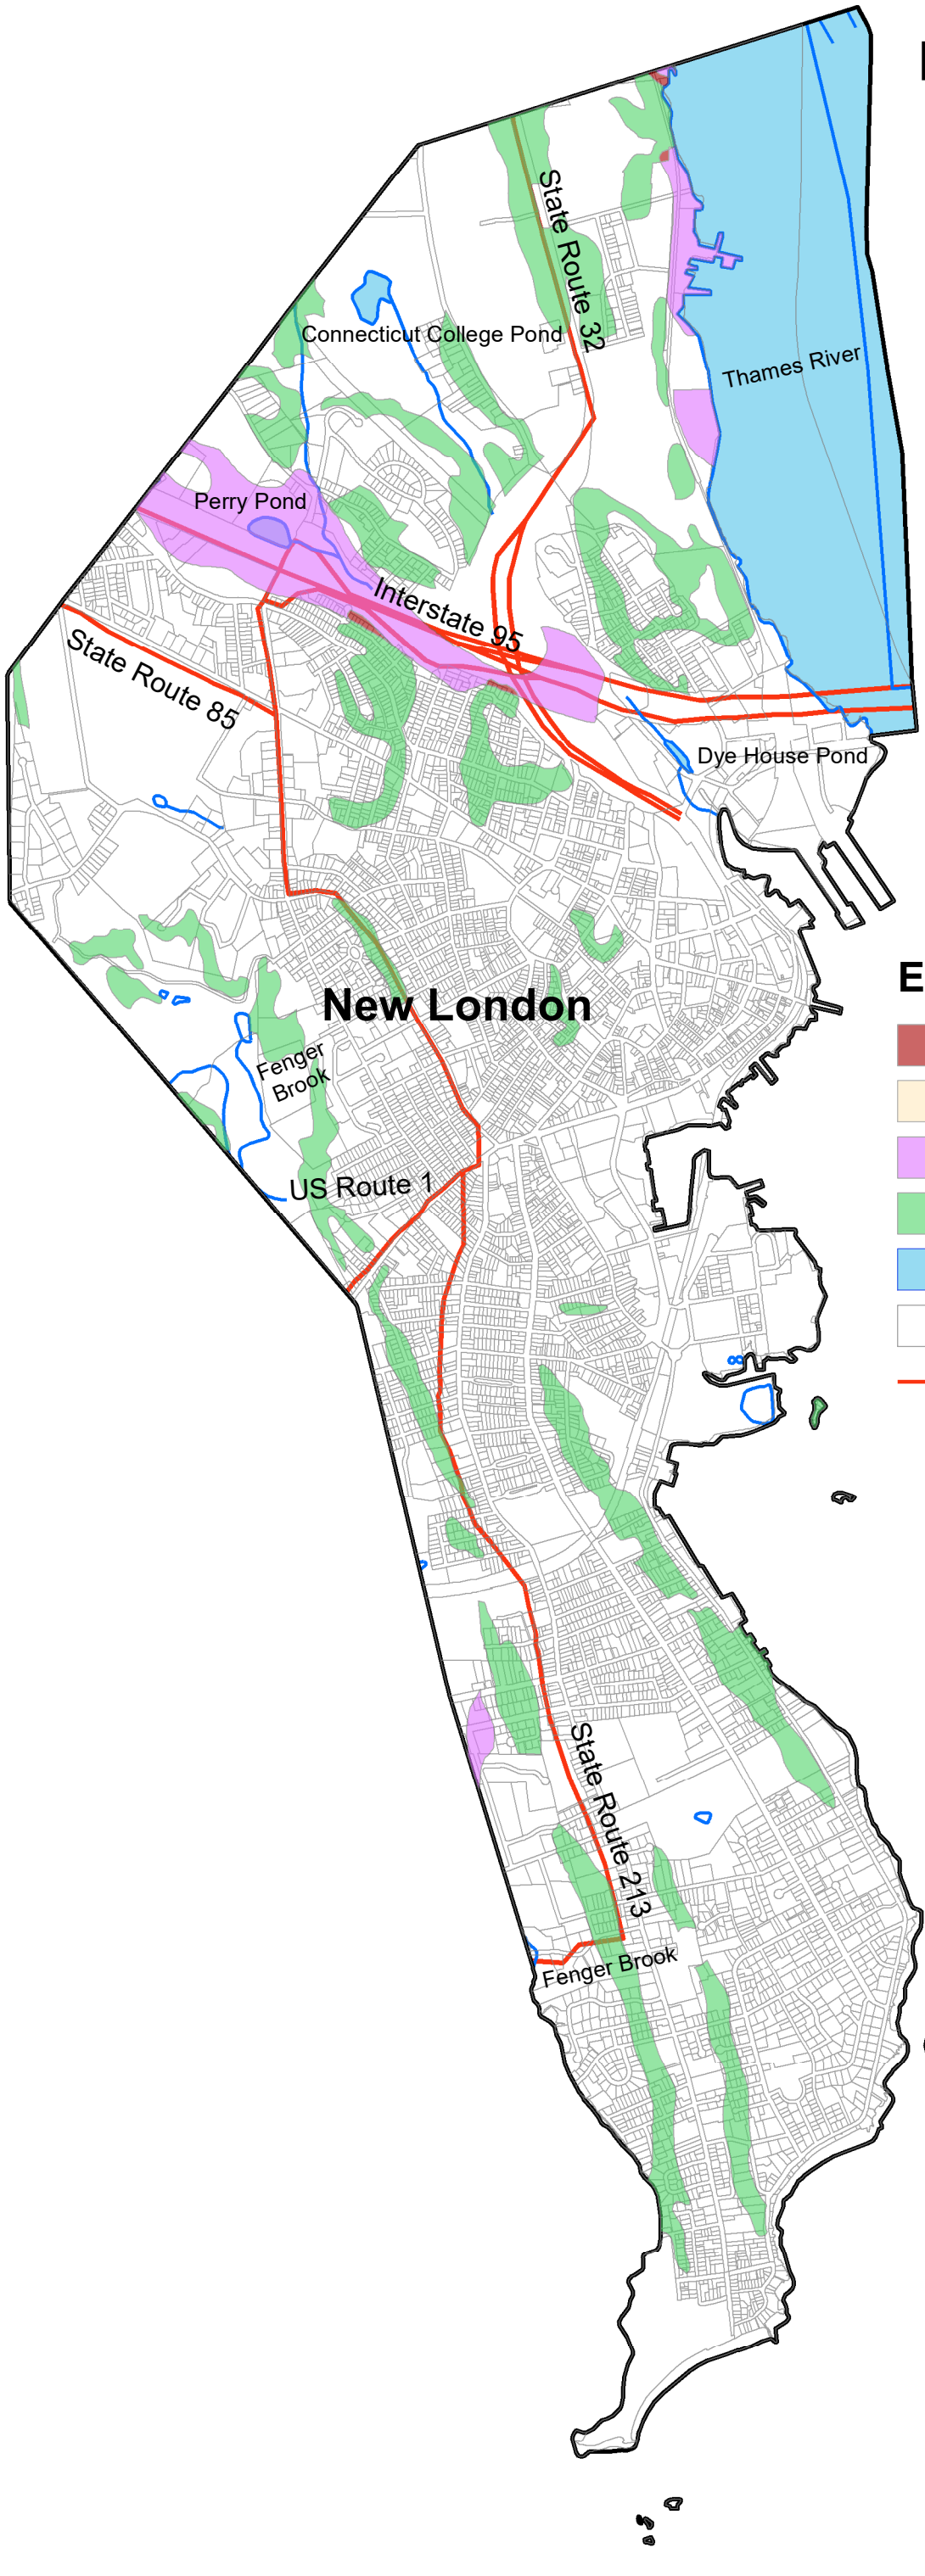 State Route 32
Connecticut College Pond
Thames River
Perry Pond
Interstate 95
State Route 85
Dye House Pond
E
New London
Fenger
Brook
US Route 1
State Route 213
Fenger Brook